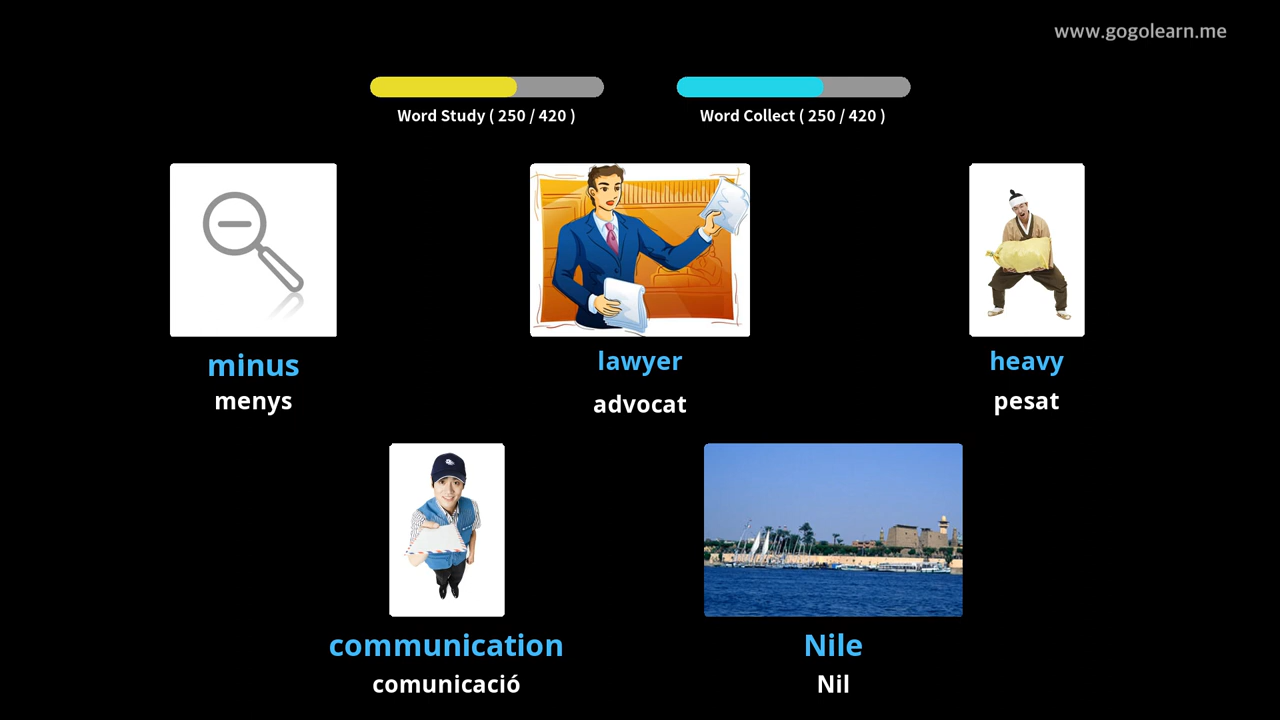 www.gogolearn.me
Word Study ( 250 / 420 )
Word Collect ( 250 / 420 )
minus
menys
lawyer
advocat
heavy
pesat
communication
comunicació
Nile
Nil